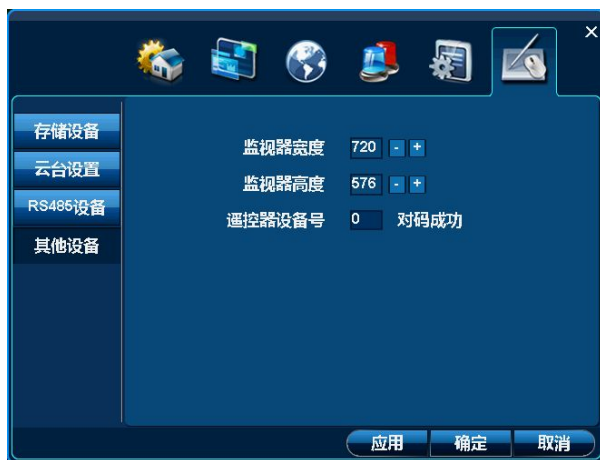 存储设备
云台设置
RS485设备
其他设备
监视器宽度 720 - +
监视器高度 576 - +
遥控器设备号 0 对码成功
应用 确定 取消